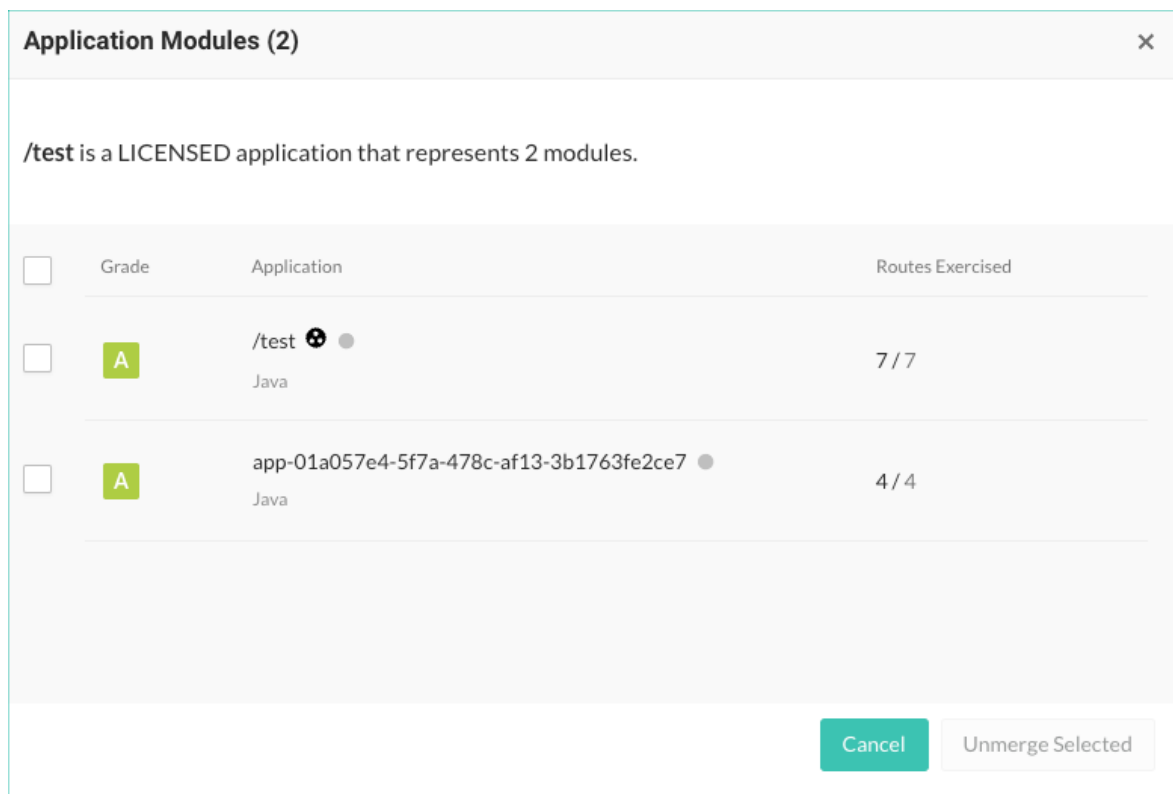 Application Modules (2)
/test is a LICENSED application that represents 2 modules.
Grade Application Routes Exercised
A /test 7 / 7
Java
A app-01a057e4-5f7a-478c-af13-3b1763fe2ce7 4 / 4
Java
Cancel Unmerge Selected